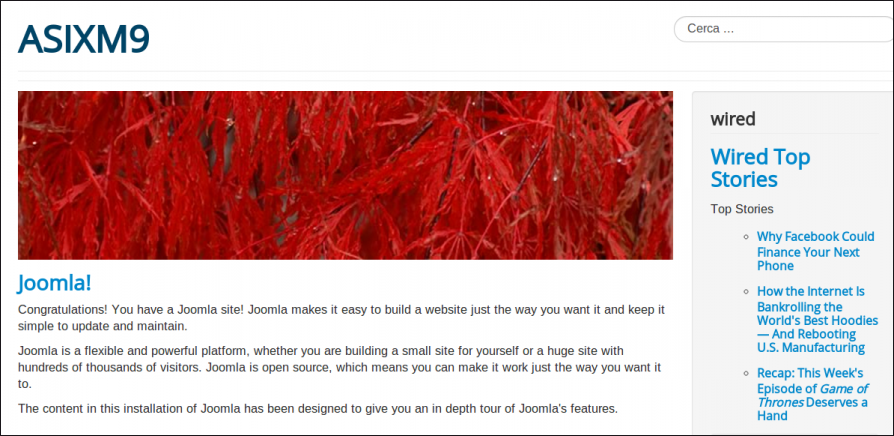 ASIXM9
Cerca ...
wired
Wired Top
Stories
Top Stories
Why Facebook Could
Finance Your Next
Phone
How the Internet Is
Bankrolling the
World's Best Hoodies
— And Rebooting
U.S. Manufacturing
Recap: This Week's
Episode of Game of
Thrones Deserves a
Hand
Joomla!
Congratulations! You have a Joomla site! Joomla makes it easy to build a website just the way you want it and keep it
simple to update and maintain.
Joomla is a flexible and powerful platform, whether you are building a small site for yourself or a huge site with
hundreds of thousands of visitors. Joomla is open source, which means you can make it work just the way you want it
to.
The content in this installation of Joomla has been designed to give you an in depth tour of Joomla's features.